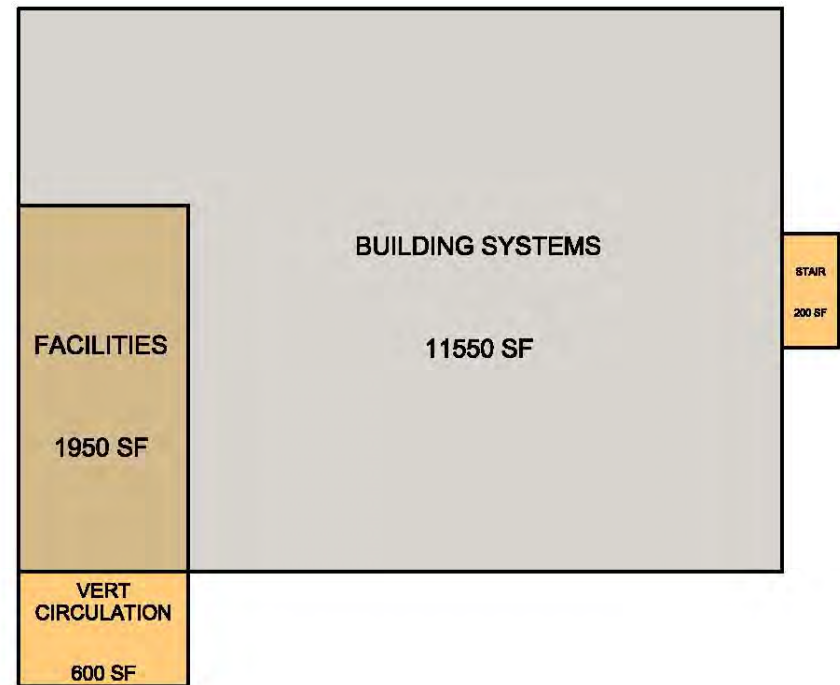 BUILDING SYSTEMS
11550 SF
STAIR
200 SF
FACILITIES
1950 SF
VERT
CIRCULATION
600 SF